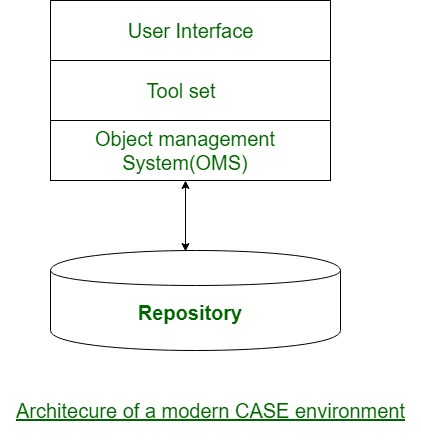 User Interface
Tool set
Object management
System(OMS)
Repository
Architecure of a modern CASE environment